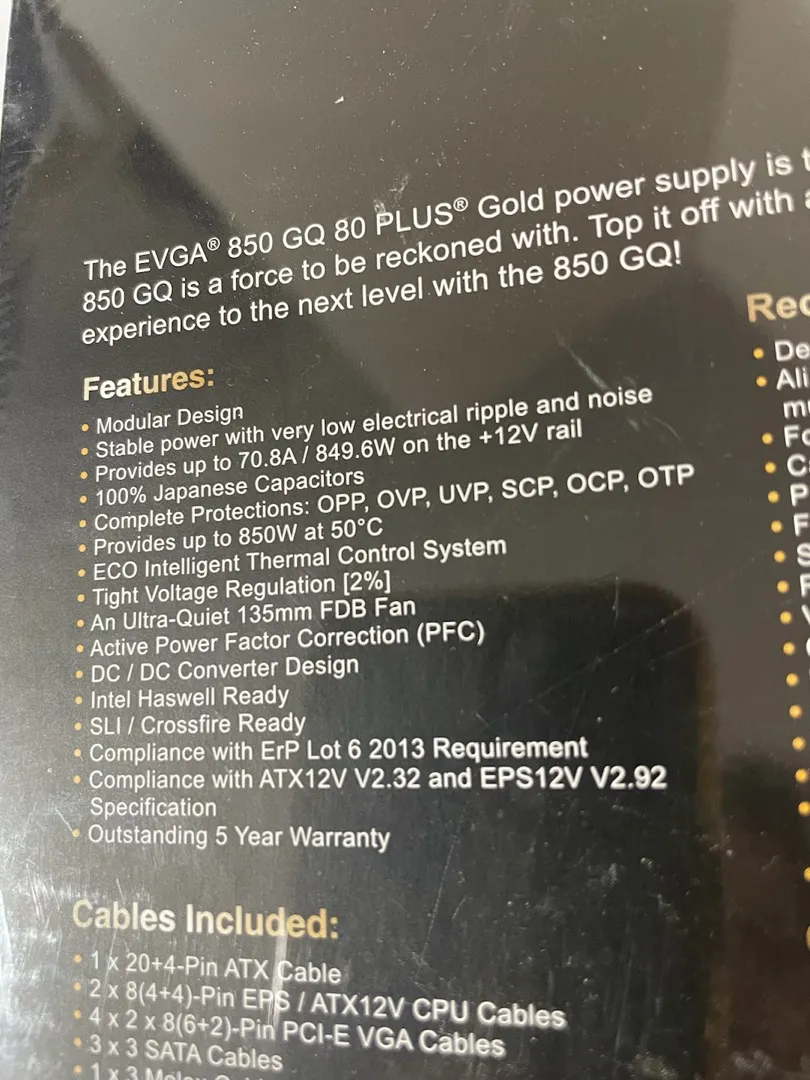 The EVGA® 850 GQ 80 PLUS® Gold power supply is
850 GQ is a force to be reckoned with. Top it off with
experience to the next level with the 850 GQ!
Features:
• Modular Design
• Stable power with very low electrical ripple and noise
• Provides up to 70.8A / 849.6W on the +12V rail
• 100% Japanese Capacitors
• Complete Protections: OPP, OVP, UVP, SCP, OCP, OTP
• Provides up to 850W at 50°C
• ECO Intelligent Thermal Control System
• Tight Voltage Regulation [2%]
• An Ultra-Quiet 135mm FDB Fan
• Active Power Factor Correction (PFC)
• DC / DC Converter Design
• Intel Haswell Ready
• SLI / Crossfire Ready
• Compliance with ErP Lot 6 2013 Requirement
• Compliance with ATX12V V2.32 and EPS12V V2.92
Specification
• Outstanding 5 Year Warranty
Cables Included:
• 1 x 20+4-Pin ATX Cable
• 2 x 8(4+4)-Pin EPS / ATX12V CPU Cables
• 4 x 2 x 8(6+2)-Pin PCI-E VGA Cables
• 3 x 3 SATA Cables
• 1 x 3